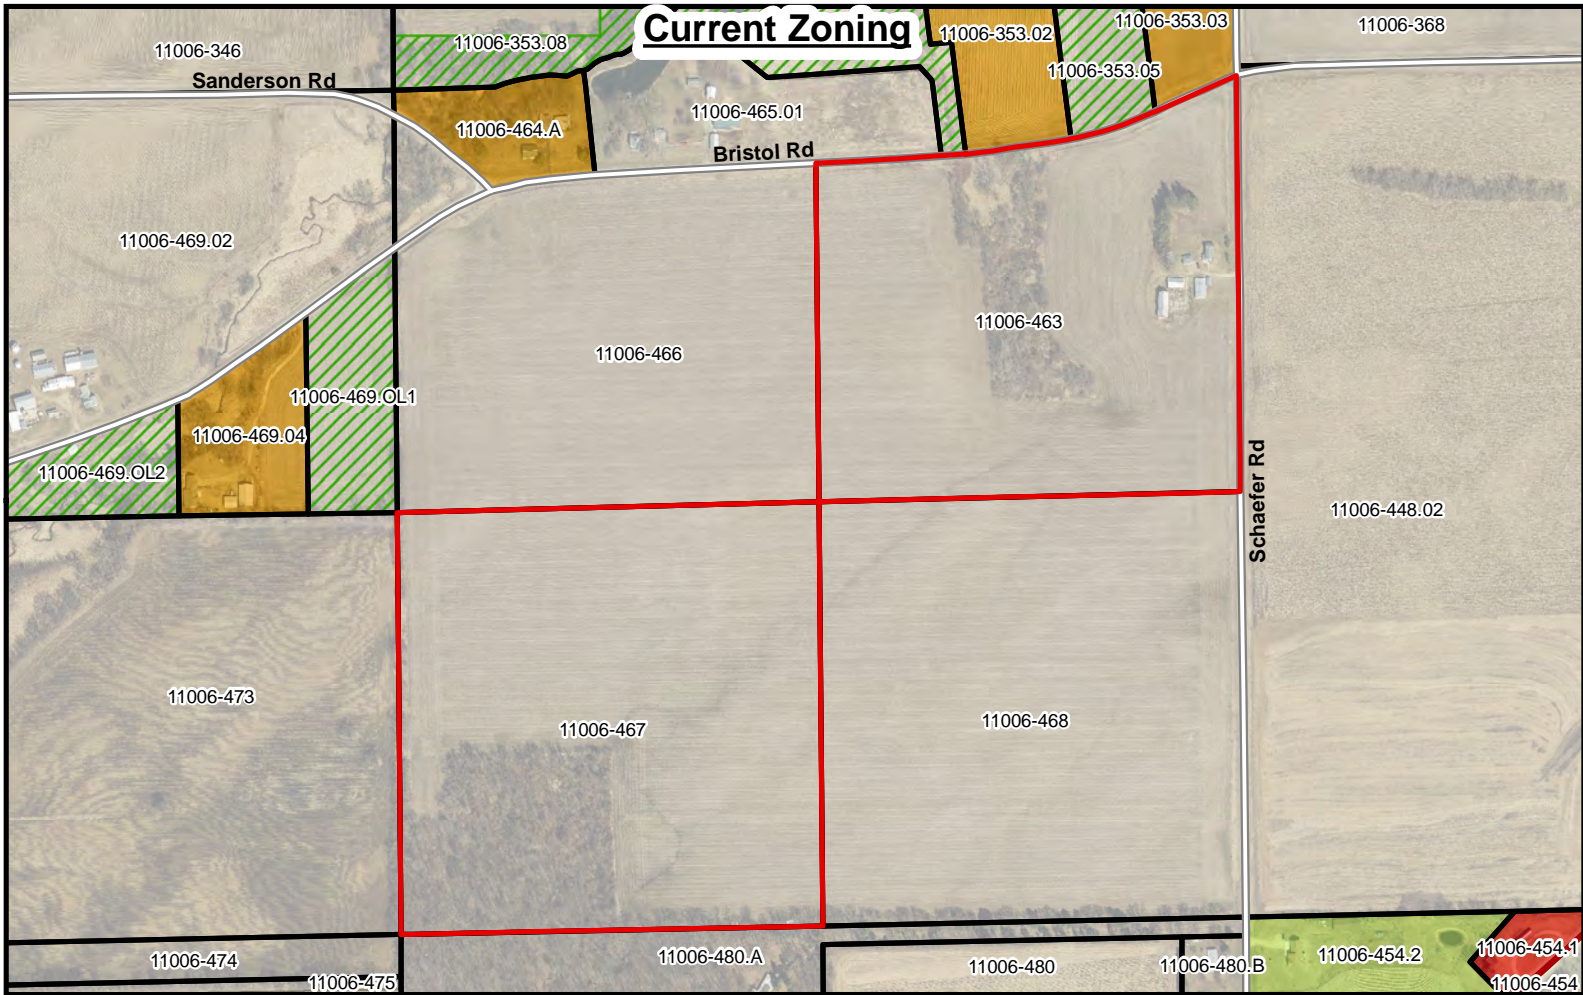 Current Zoning
11006-353.03
11006-368
11006-353.02
11006-353.08
11006-346
11006-353.05
Sanderson Rd
11006-465.01
11006-464.A
Bristol Rd
11006-469.02
11006-463
11006-466
11006-469.OL1
11006-469.04
11006-469.OL2
Schaefer Rd
11006-448.02
11006-473
11006-468
11006-467
11006-454.1
11006-454.2
11006-480.A
11006-474
11006-480
11006-480.B
11006-475
11006-454